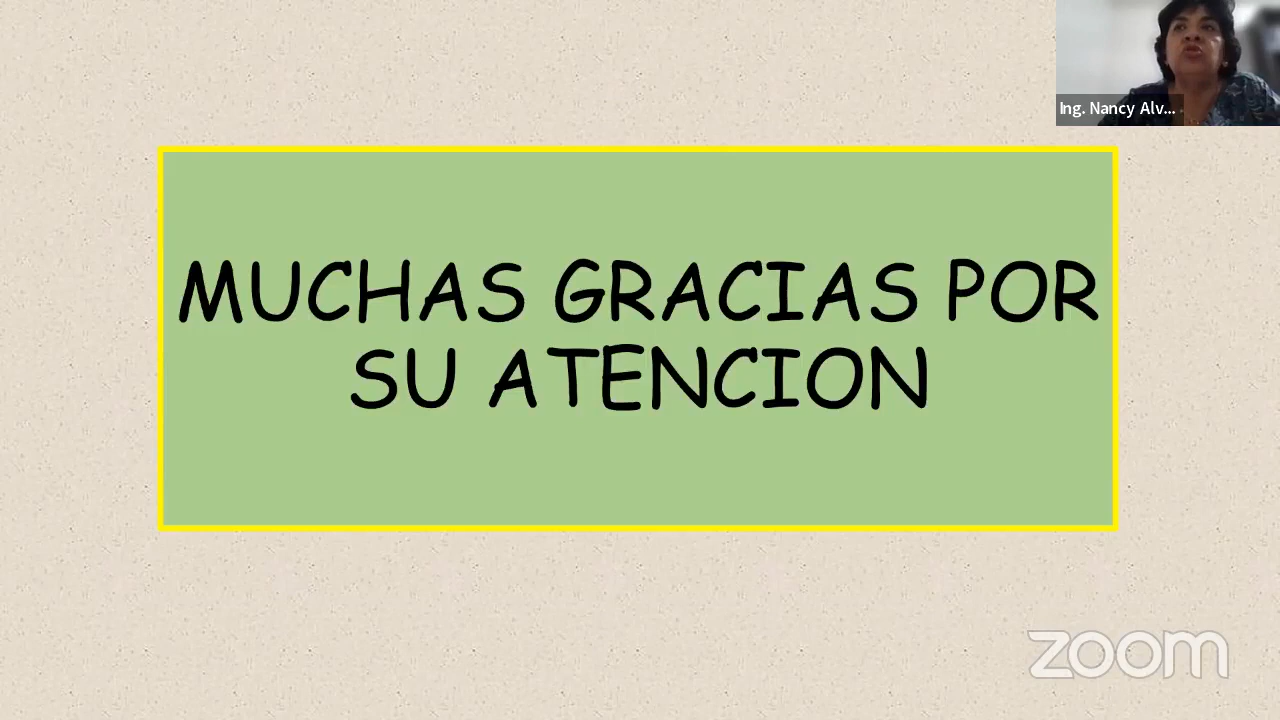 Ing. Nancy Alv...
MUCHAS GRACIAS POR
SU ATENCION
zoom